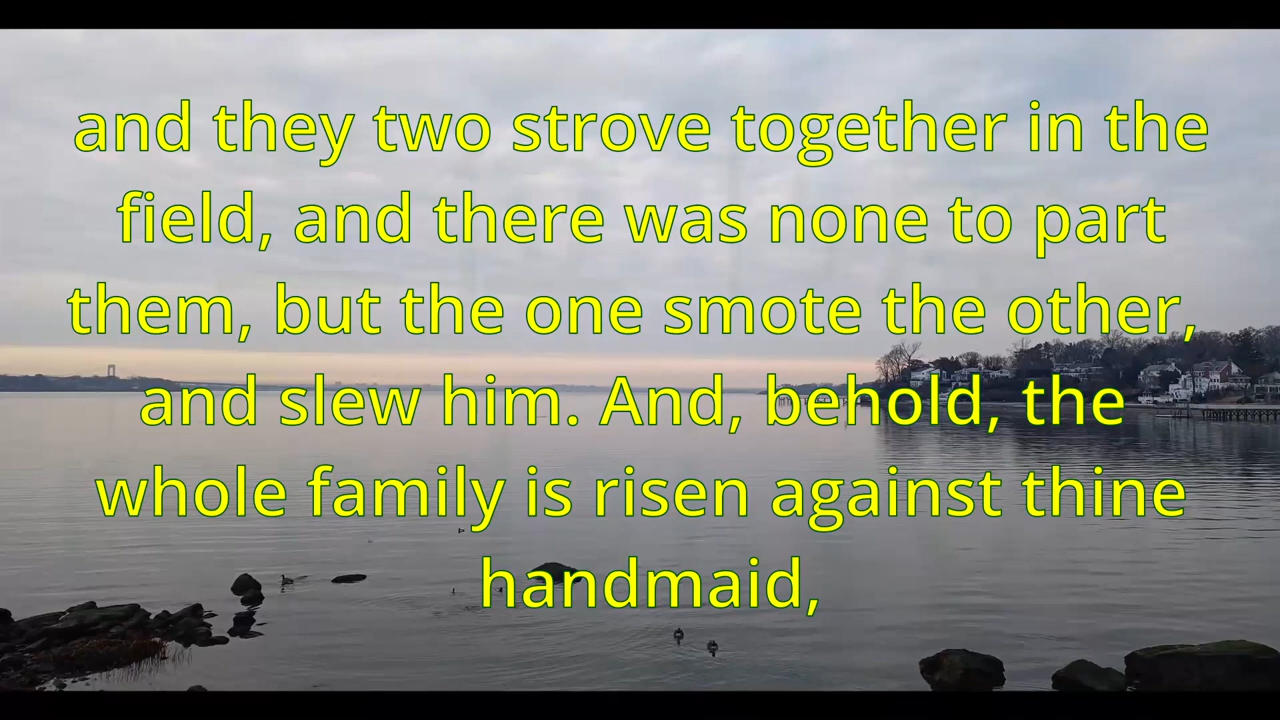 and they two strove together in the
field, and there was none to part
them, but the one smote the other,
and slew him. And, behold, the
whole family is risen against thine
handmaid,